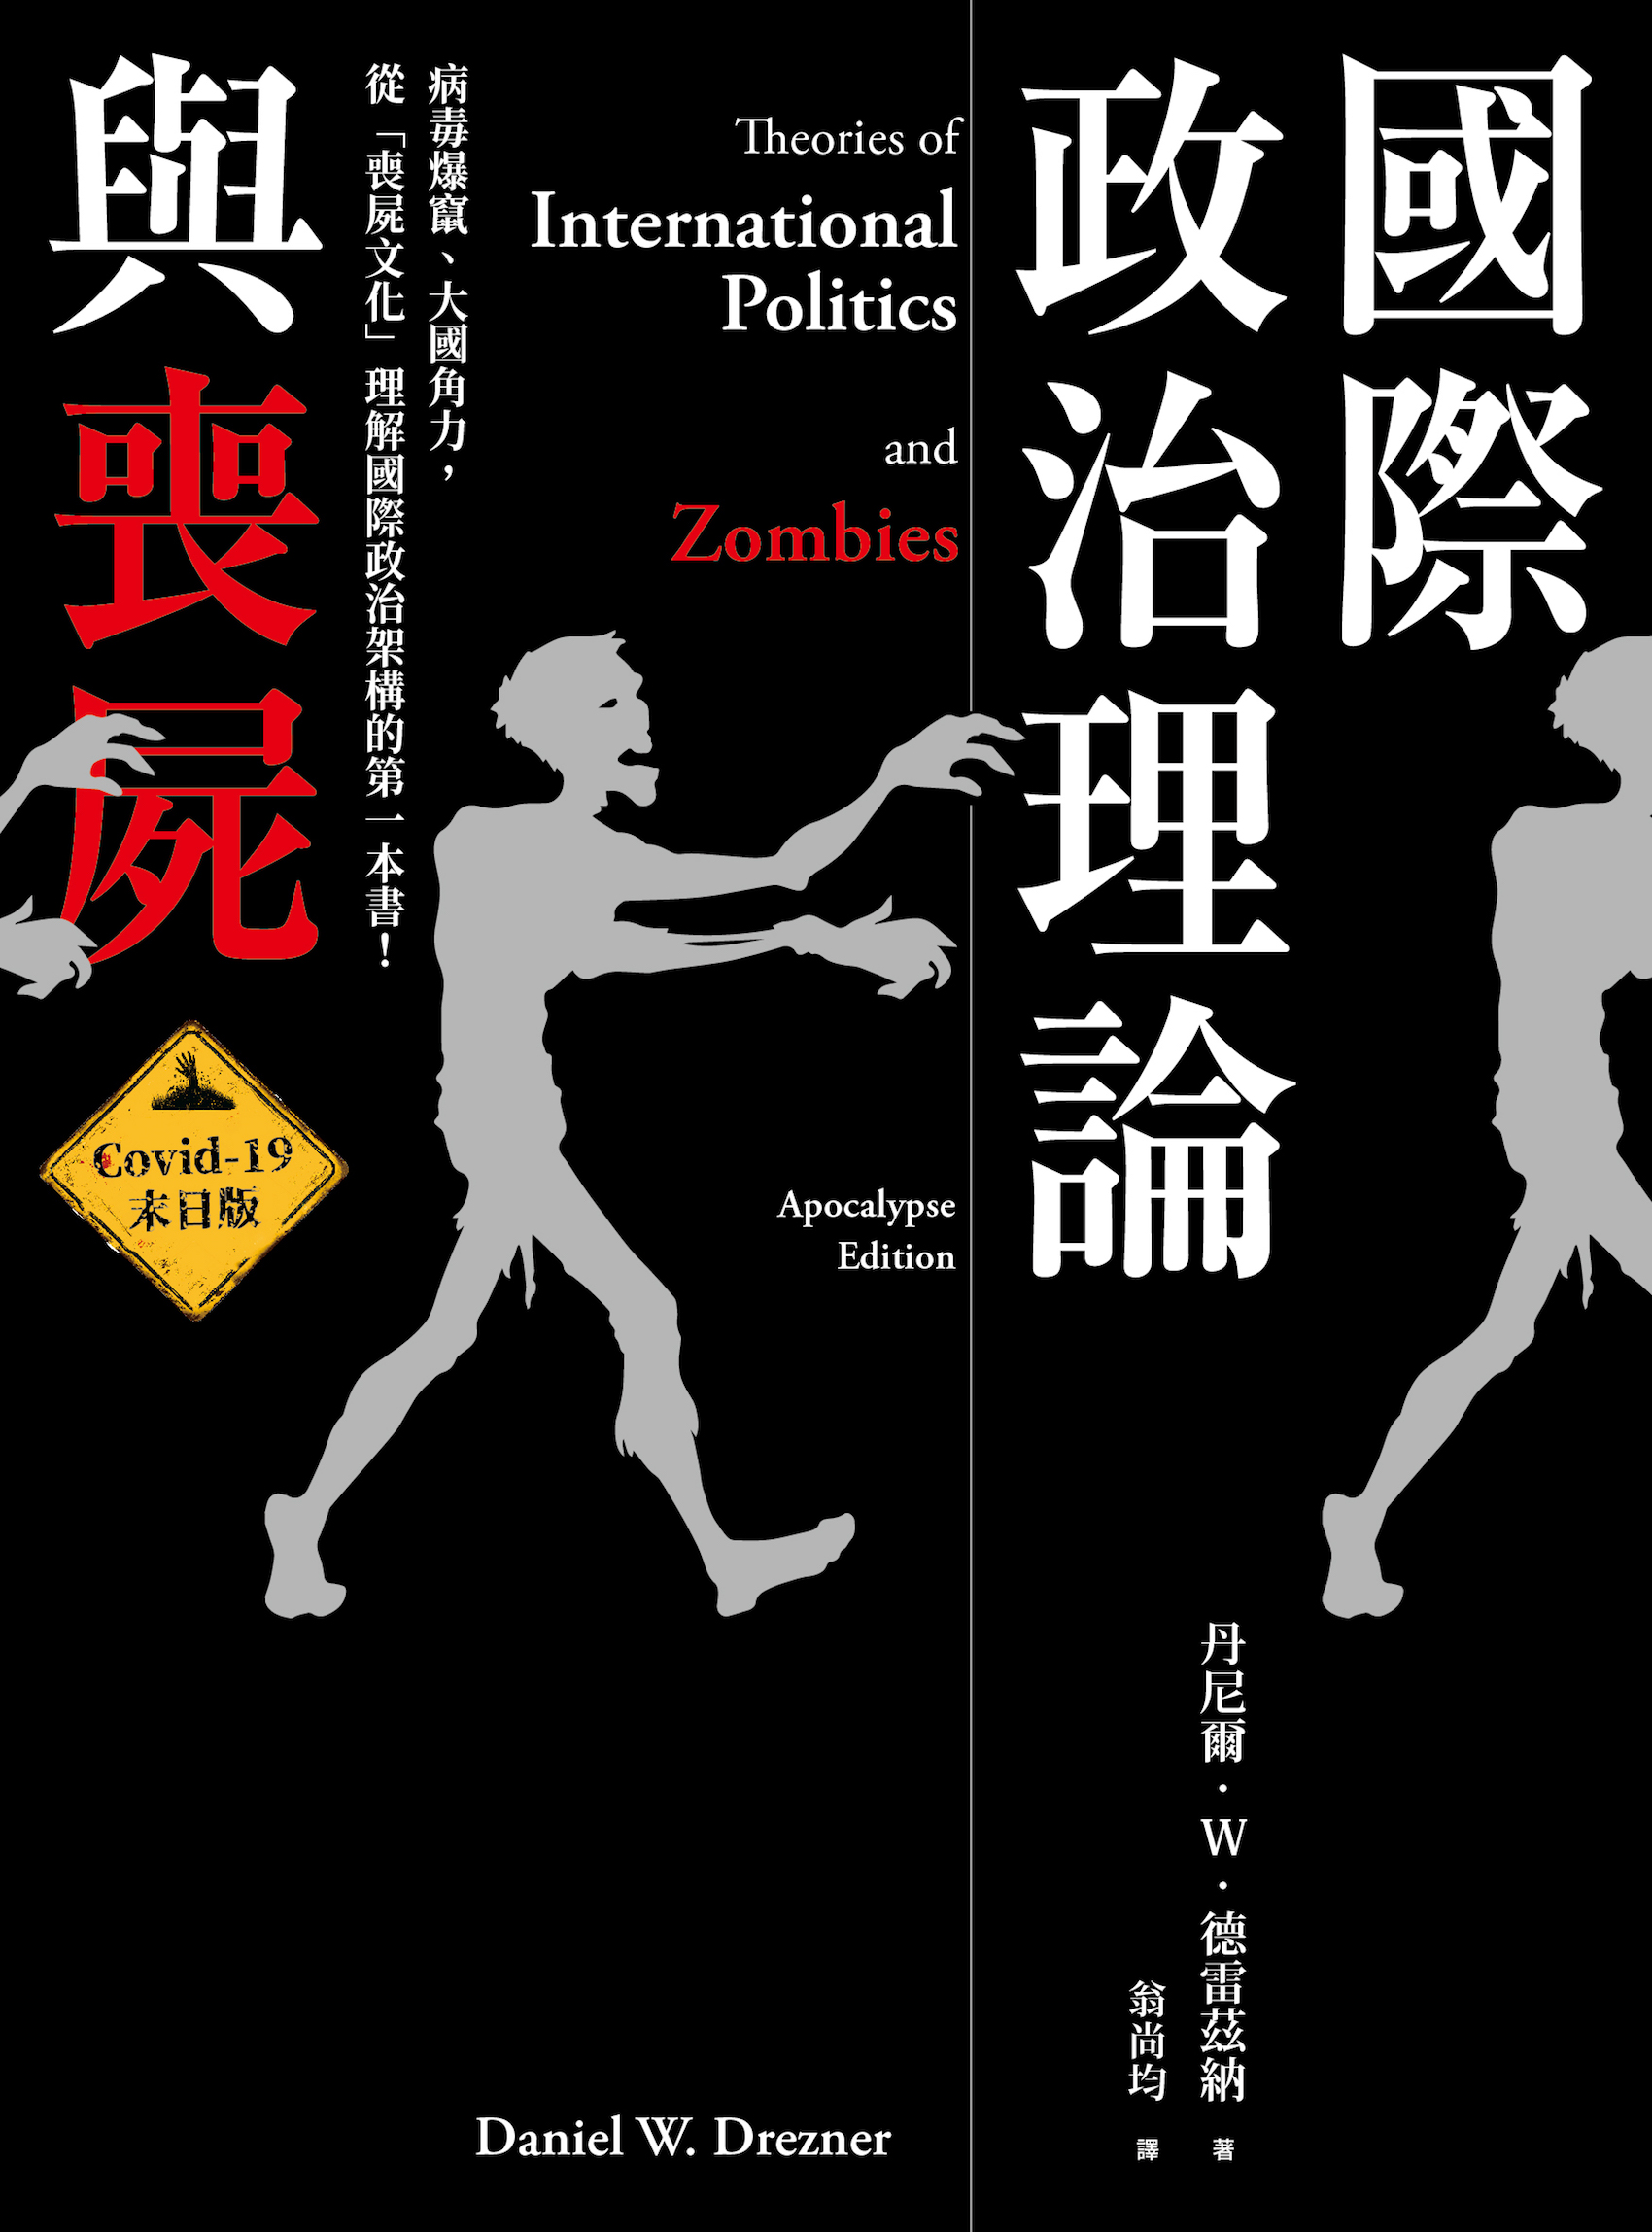 國際
政治理論
Theories of
International
Politics
and
Zombies
Apocalypse
Edition
病毒爆竄、大國角力，
從「喪屍文化」理解國際政治架構的第一本書！
與喪屍
Covid-19
末日版
丹尼爾．W．德雷茲納 著
翁尚均 譯
Daniel W. Drezner